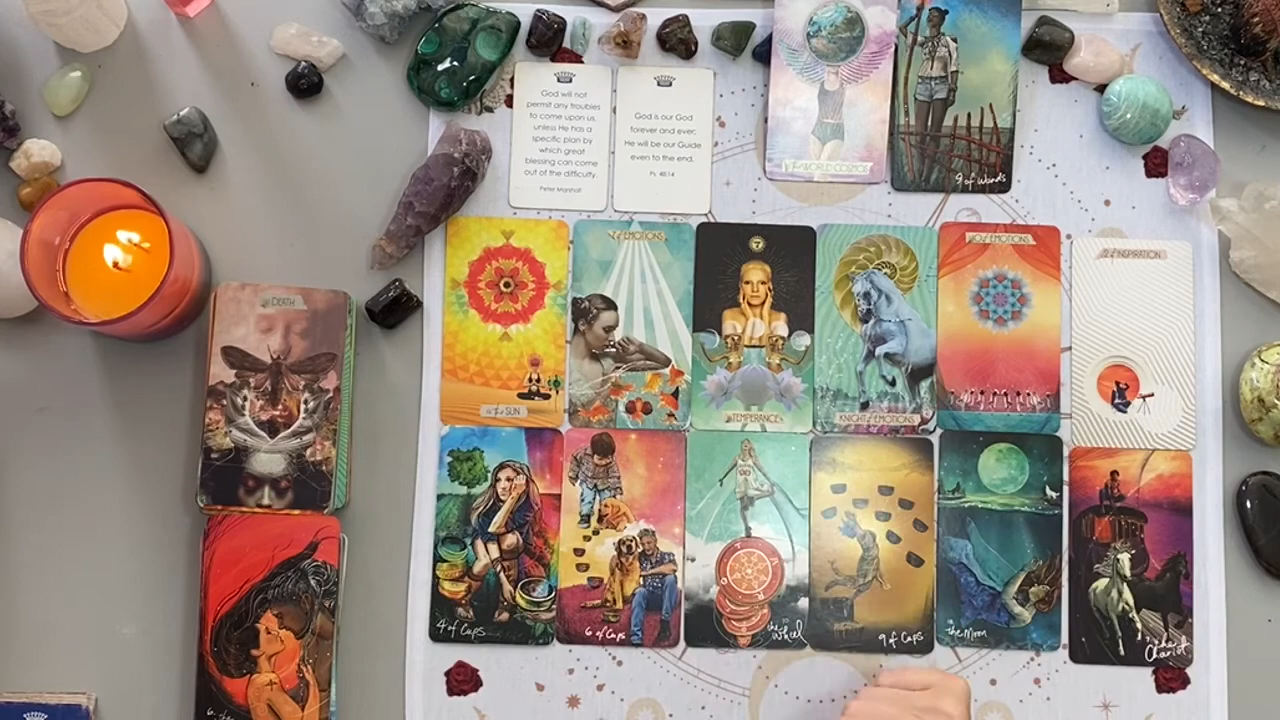 God will not
permit any troubles
to come upon us,
unless He has a
specific plan by
which great
blessing can come
out of the difficulty.
Peter Marshall
God is our God
forever and ever;
He will be our Guide
even to the end.
Ps. 48:14
WORLD COSMOS
9 of Wands
DEATH
the SUN
EMOTIONS
TEMPERANCE
KNIGHT of EMOTIONS
10 of EMOTIONS
2 of INSPIRATION
4 of Cups
6 of Cups
the Wheel
9 of Cups
the Moon
the Chariot